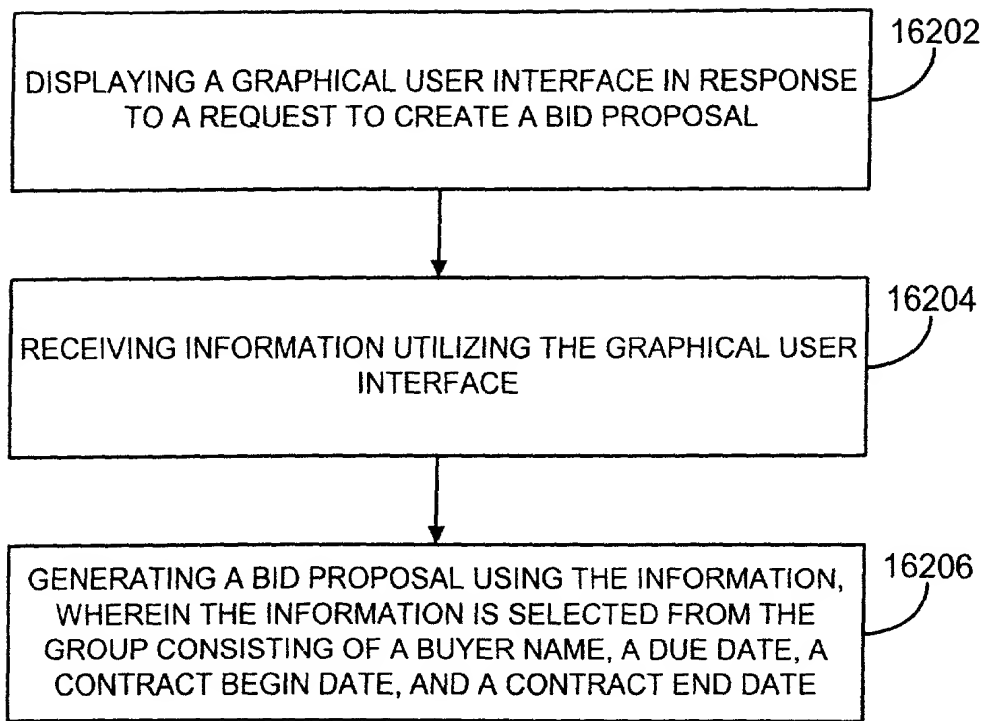 16202
DISPLAYING A GRAPHICAL USER INTERFACE IN RESPONSE
TO A REQUEST TO CREATE A BID PROPOSAL
16204
RECEIVING INFORMATION UTILIZING THE GRAPHICAL USER
INTERFACE
16206
GENERATING A BID PROPOSAL USING THE INFORMATION,
WHEREIN THE INFORMATION IS SELECTED FROM THE
GROUP CONSISTING OF A BUYER NAME, A DUE DATE, A
CONTRACT BEGIN DATE, AND A CONTRACT END DATE